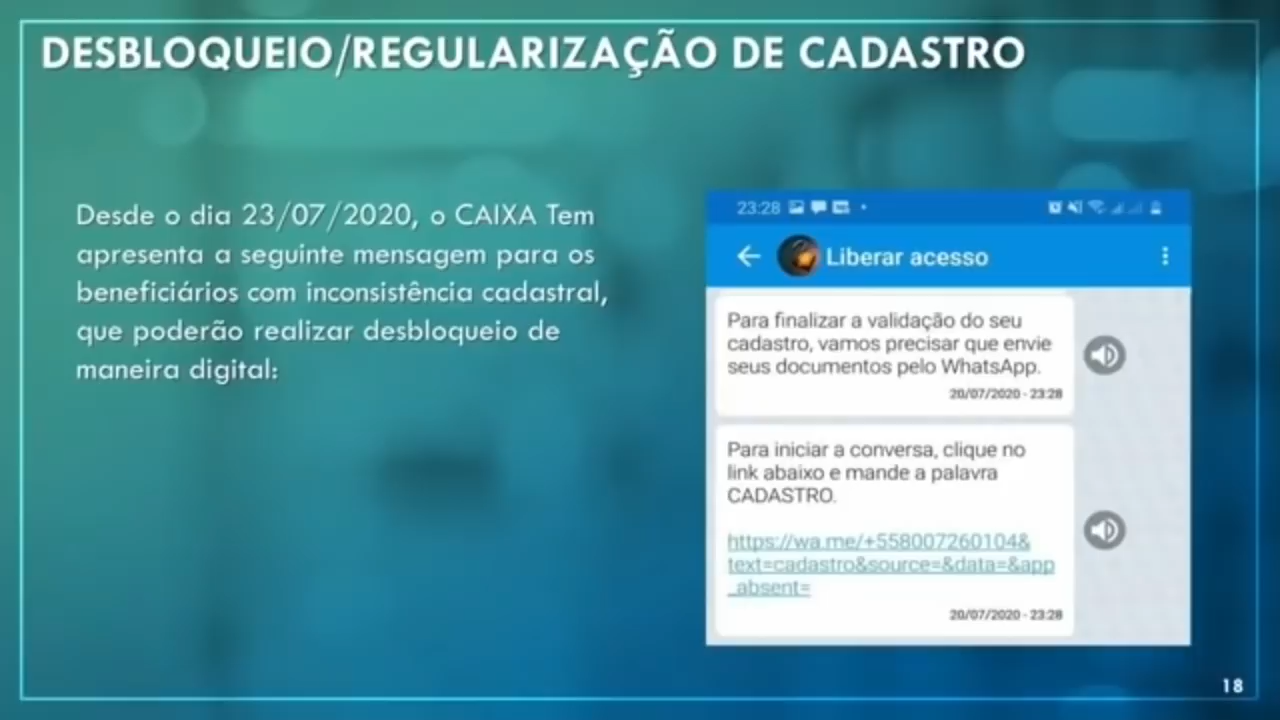 DESBLOQUEIO/REGULARIZAÇÃO DE CADASTRO
Desde o dia 23/07/2020, o CAIXA Tem
apresenta a seguinte mensagem para os
beneficiários com inconsistência cadastral,
que poderão realizar desbloqueio de
maneira digital:
23:28
Liberar acesso
Para finalizar a validação do seu
cadastro, vamos precisar que envie
seus documentos pelo WhatsApp.
20/07/2020 - 23:28
Para iniciar a conversa, clique no
link abaixo e mande a palavra
CADASTRO.
https://wa.me/+558007260104&
text=cadastro&source=&data=&app
_absent=
20/07/2020 - 23:28
18